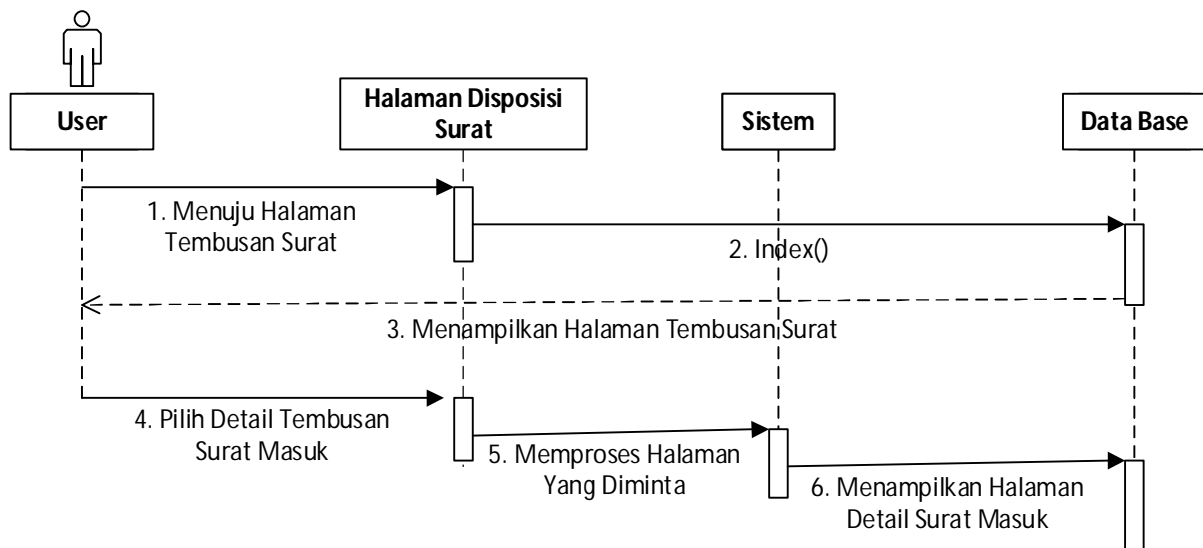 User
Halaman Disposisi
Surat
Sistem
Data Base
1. Menuju Halaman
Tembusan Surat
2. Index()
3. Menampilkan Halaman Tembusan Surat
4. Pilih Detail Tembusan
Surat Masuk
5. Memproses Halaman
Yang Diminta
6. Menampilkan Halaman
Detail Surat Masuk